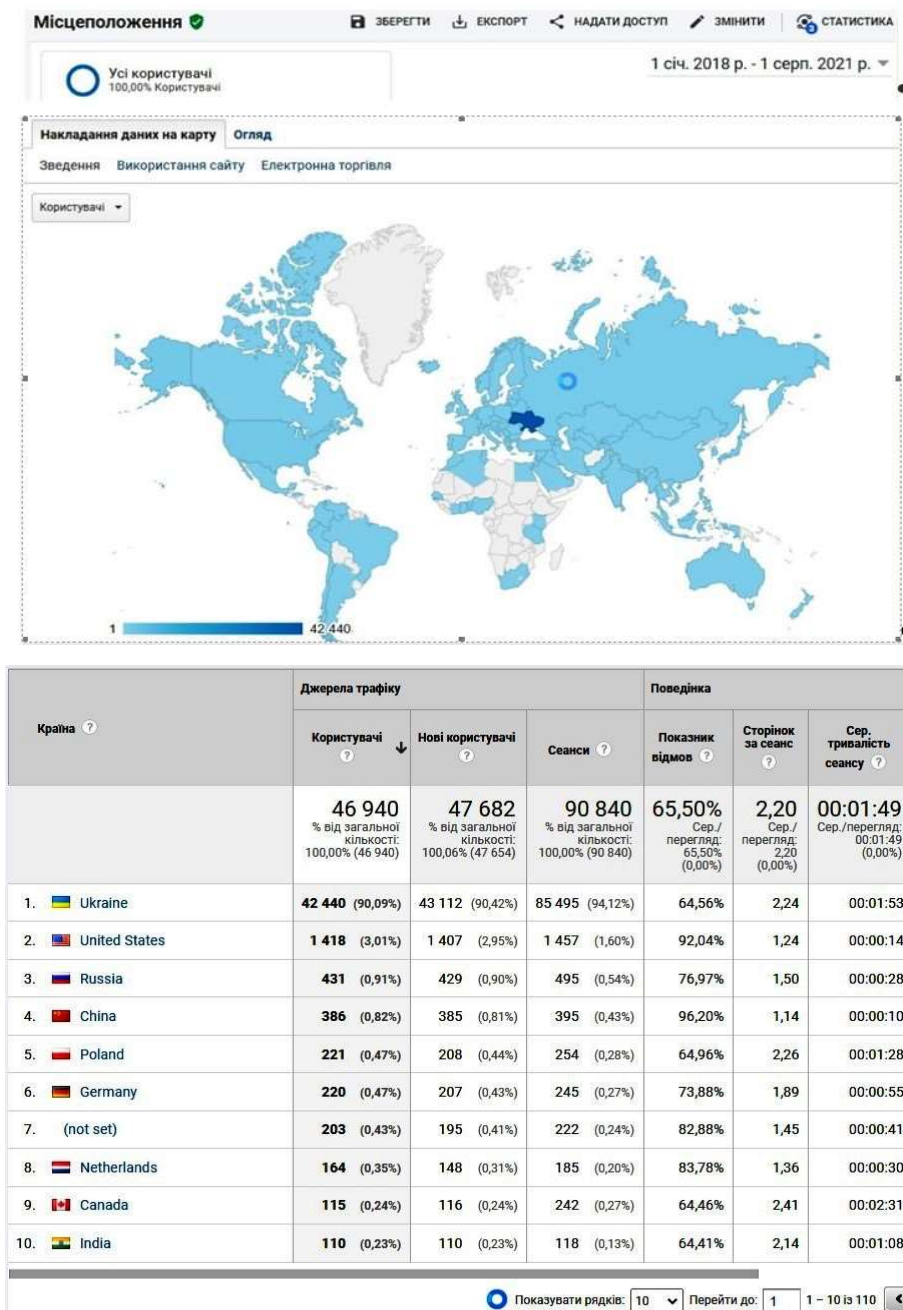 Місцеположення
ЗБЕРЕГТИ ЕКСПОРТ НАДАТИ ДОСТУП ЗМІНИТИ СТАТИСТИКА
Усі користувачі
100,00% Користувачі
1 січ. 2018 р. - 1 серп. 2021 р.
Накладання даних на карту Огляд
Зведення Використання сайту Електронна торгівля
Користувачі
1 42 440
Країна ?
Джерела трафіку Поведінка
Користувачі ? Нові користувачі ? Сеанси ? Показник відмов ? Сторінок за сеанс ? Сер. тривалість сеансу ?
46 940 47 682 90 840 65,50% 2,20 00:01:49
% від загальної кількості: 100,00% (46 940) % від загальної кількості: 100,06% (47 654) % від загальної кількості: 100,00% (90 840) Сер./перегляд: 65,50% (0,00%) Сер./перегляд: 2,20 (0,00%) Сер./перегляд: 00:01:49 (0,00%)
1. Ukraine 42 440 (90,09%) 43 112 (90,42%) 85 495 (94,12%) 64,56% 2,24 00:01:53
2. United States 1 418 (3,01%) 1 407 (2,95%) 1 457 (1,60%) 92,04% 1,24 00:00:14
3. Russia 431 (0,91%) 429 (0,90%) 495 (0,54%) 76,97% 1,50 00:00:28
4. China 386 (0,82%) 385 (0,81%) 395 (0,43%) 96,20% 1,14 00:00:10
5. Poland 221 (0,47%) 208 (0,44%) 254 (0,28%) 64,96% 2,26 00:01:28
6. Germany 220 (0,47%) 207 (0,43%) 245 (0,27%) 73,88% 1,89 00:00:55
7. (not set) 203 (0,43%) 195 (0,41%) 222 (0,24%) 82,88% 1,45 00:00:41
8. Netherlands 164 (0,35%) 148 (0,31%) 185 (0,20%) 83,78% 1,36 00:00:30
9. Canada 115 (0,24%) 116 (0,24%) 242 (0,27%) 64,46% 2,41 00:02:31
10. India 110 (0,23%) 110 (0,23%) 118 (0,13%) 64,41% 2,14 00:01:08
Показувати рядків: 10 Перейти до: 1 1 – 10 із 110